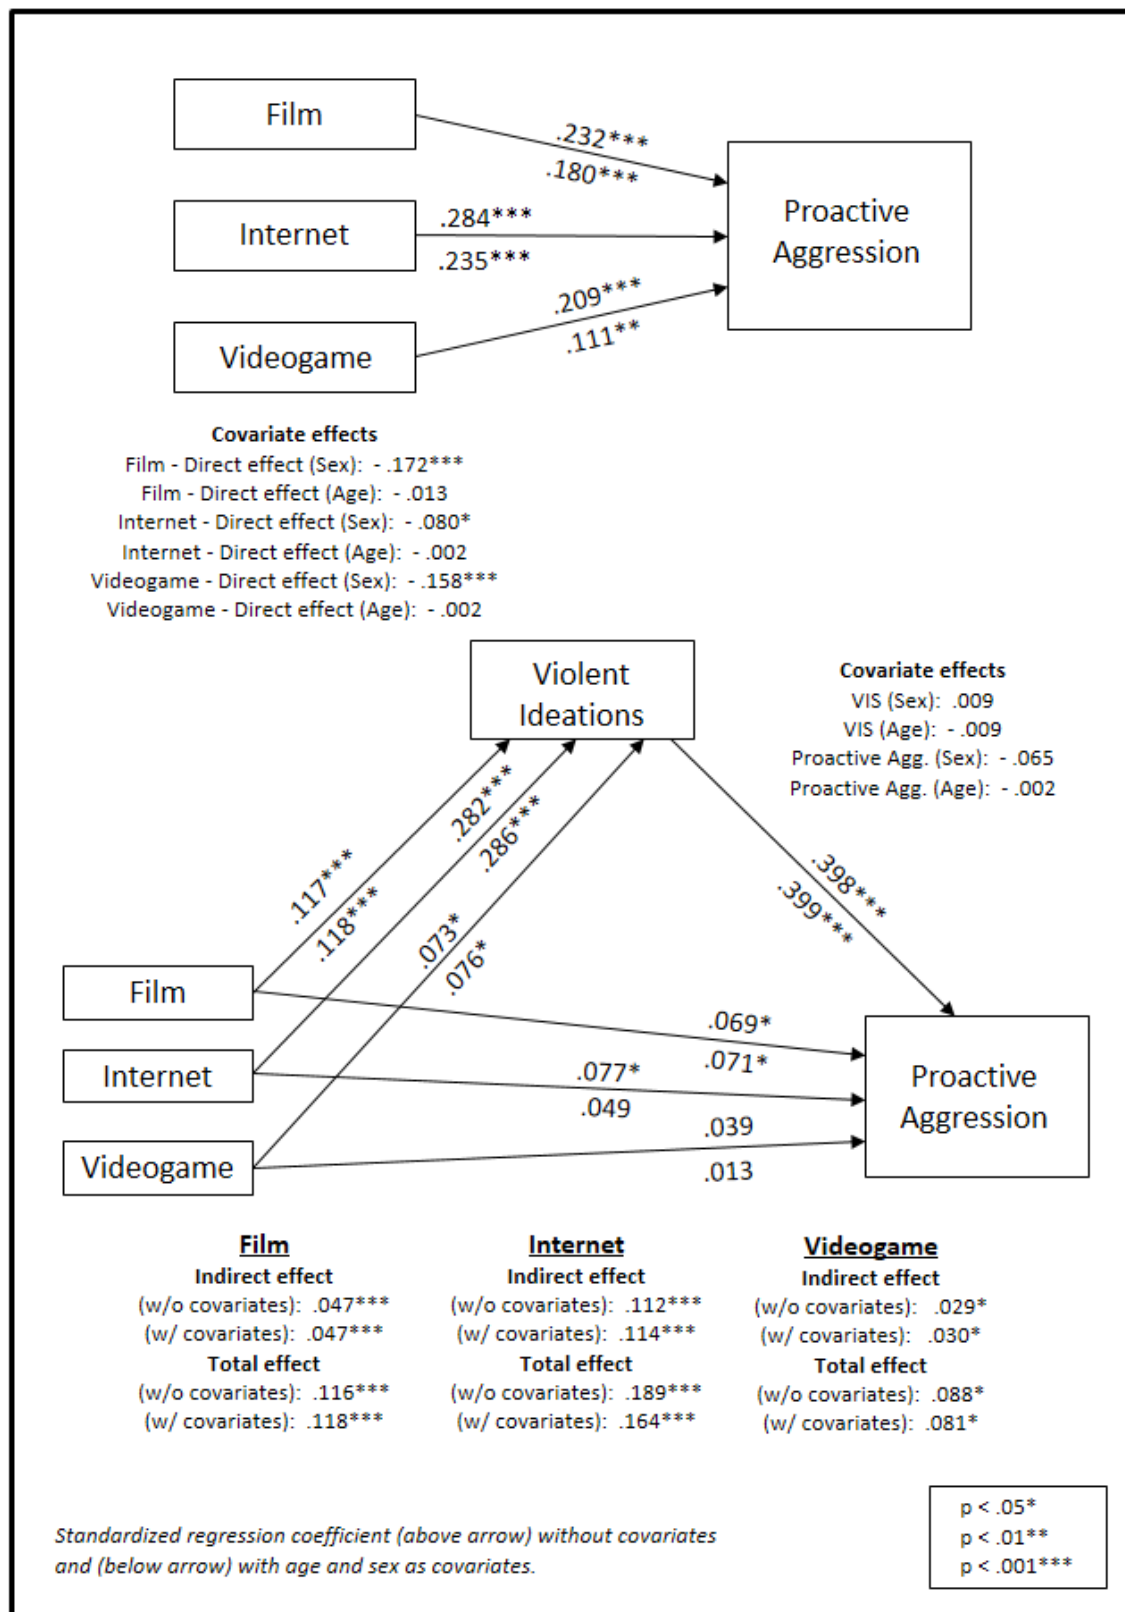 Film
.232***
.180***
Proactive
Aggression
Internet
.284***
.235***
Videogame
.209***
.111**
Covariate effects
Film - Direct effect (Sex):  - .172***
Film - Direct effect (Age):  - .013
Internet - Direct effect (Sex):  - .080*
Internet - Direct effect (Age):  - .002
Videogame - Direct effect (Sex):  - .158***
Videogame - Direct effect (Age):  - .002
Violent
Ideations
Covariate effects
VIS (Sex):  .009
VIS (Age):  - .009
Proactive Agg. (Sex):  - .065
Proactive Agg. (Age):  - .002
.117***
.118***
.282***
.286***
.073*
.076*
.398***
.399***
Film
.069*
.071*
Internet
.077*
.049
Videogame
.039
.013
Proactive
Aggression
Film
Indirect effect
(w/o covariates):  .047***
(w/ covariates):  .047***
Total effect
(w/o covariates):  .116***
(w/ covariates):  .118***
Internet
Indirect effect
(w/o covariates):  .112***
(w/ covariates):  .114***
Total effect
(w/o covariates):  .189***
(w/ covariates):  .164***
Videogame
Indirect effect
(w/o covariates):  .029*
(w/ covariates):  .030*
Total effect
(w/o covariates):  .088*
(w/ covariates):  .081*
Standardized regression coefficient (above arrow) without covariates
and (below arrow) with age and sex as covariates.
p < .05*
p < .01**
p < .001***